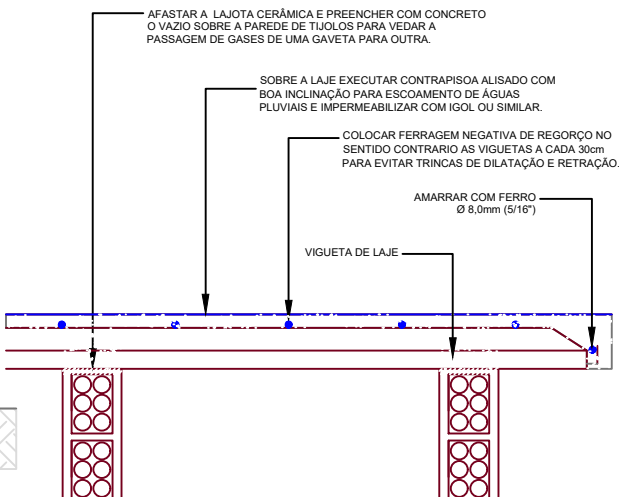 AFASTAR A LAJOTA CERÂMICA E PREENCHER COM CONCRETO
O VAZIO SOBRE A PAREDE DE TIJOLOS PARA VEDAR A
PASSAGEM DE GASES DE UMA GAVETA PARA OUTRA.
SOBRE A LAJE EXECUTAR CONTRAPISOA ALISADO COM
BOA INCLINAÇÃO PARA ESCOAMENTO DE ÁGUAS
PLUVIAIS E IMPERMEABILIZAR COM IGOL OU SIMILAR.
COLOCAR FERRAGEM NEGATIVA DE REGORÇO NO
SENTIDO CONTRARIO AS VIGUETAS A CADA 30cm
PARA EVITAR TRINCAS DE DILATAÇÃO E RETRAÇÃO.
AMARRAR COM FERRO
Ø 8,0mm (5/16")
VIGUETA DE LAJE